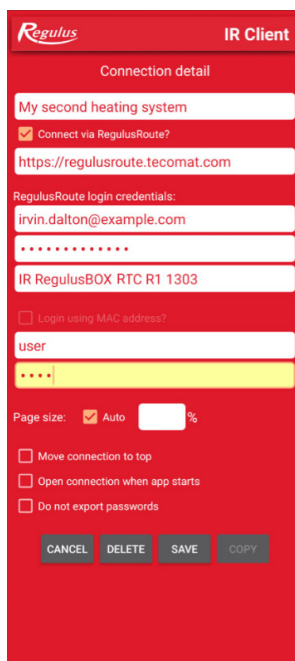 Regulus
IR Client
Connection detail
My second heating system
Connect via RegulusRoute?
https://regulusroute.tecomat.com
RegulusRoute login credentials:
irvin.dalton@example.com
•••••••••••••
IR RegulusBOX RTC R1 1303
Login using MAC address?
user
••••
Page size: Auto %
Move connection to top
Open connection when app starts
Do not export passwords
CANCEL DELETE SAVE COPY